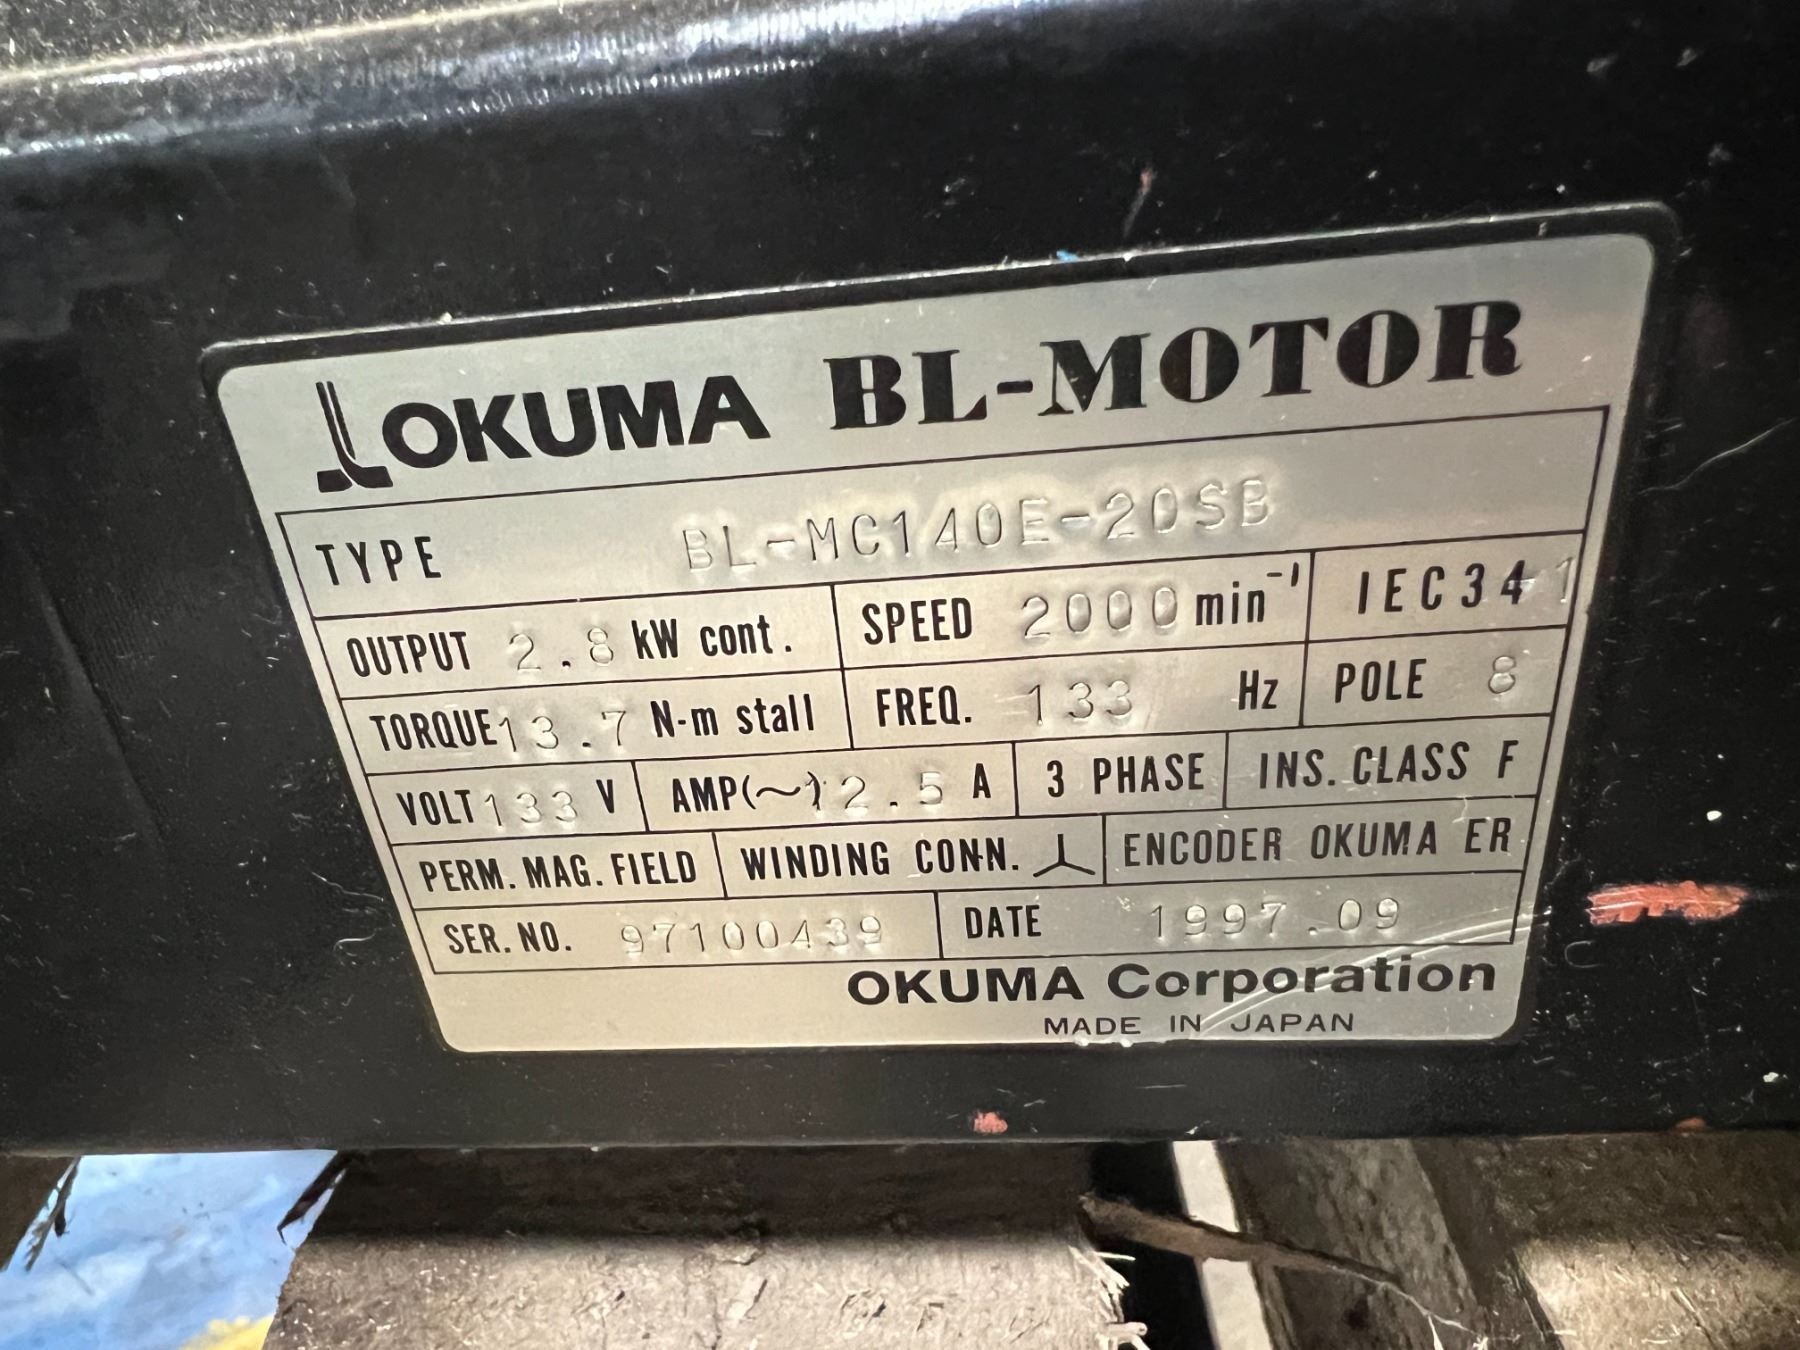 OKUMA BL-MOTOR
TYPE BL-MC140E-20SB
OUTPUT 2.8 kW cont. SPEED 2000 min⁻¹ IEC34 1
TORQUE 13.7 N-m stall FREQ. 133 Hz POLE 8
VOLT 133 V AMP(~) 12.5 A 3 PHASE INS. CLASS F
PERM. MAG. FIELD WINDING CONN. ENCODER OKUMA ER
SER. NO. 97100439 DATE 1997.09
OKUMA Corporation
MADE IN JAPAN